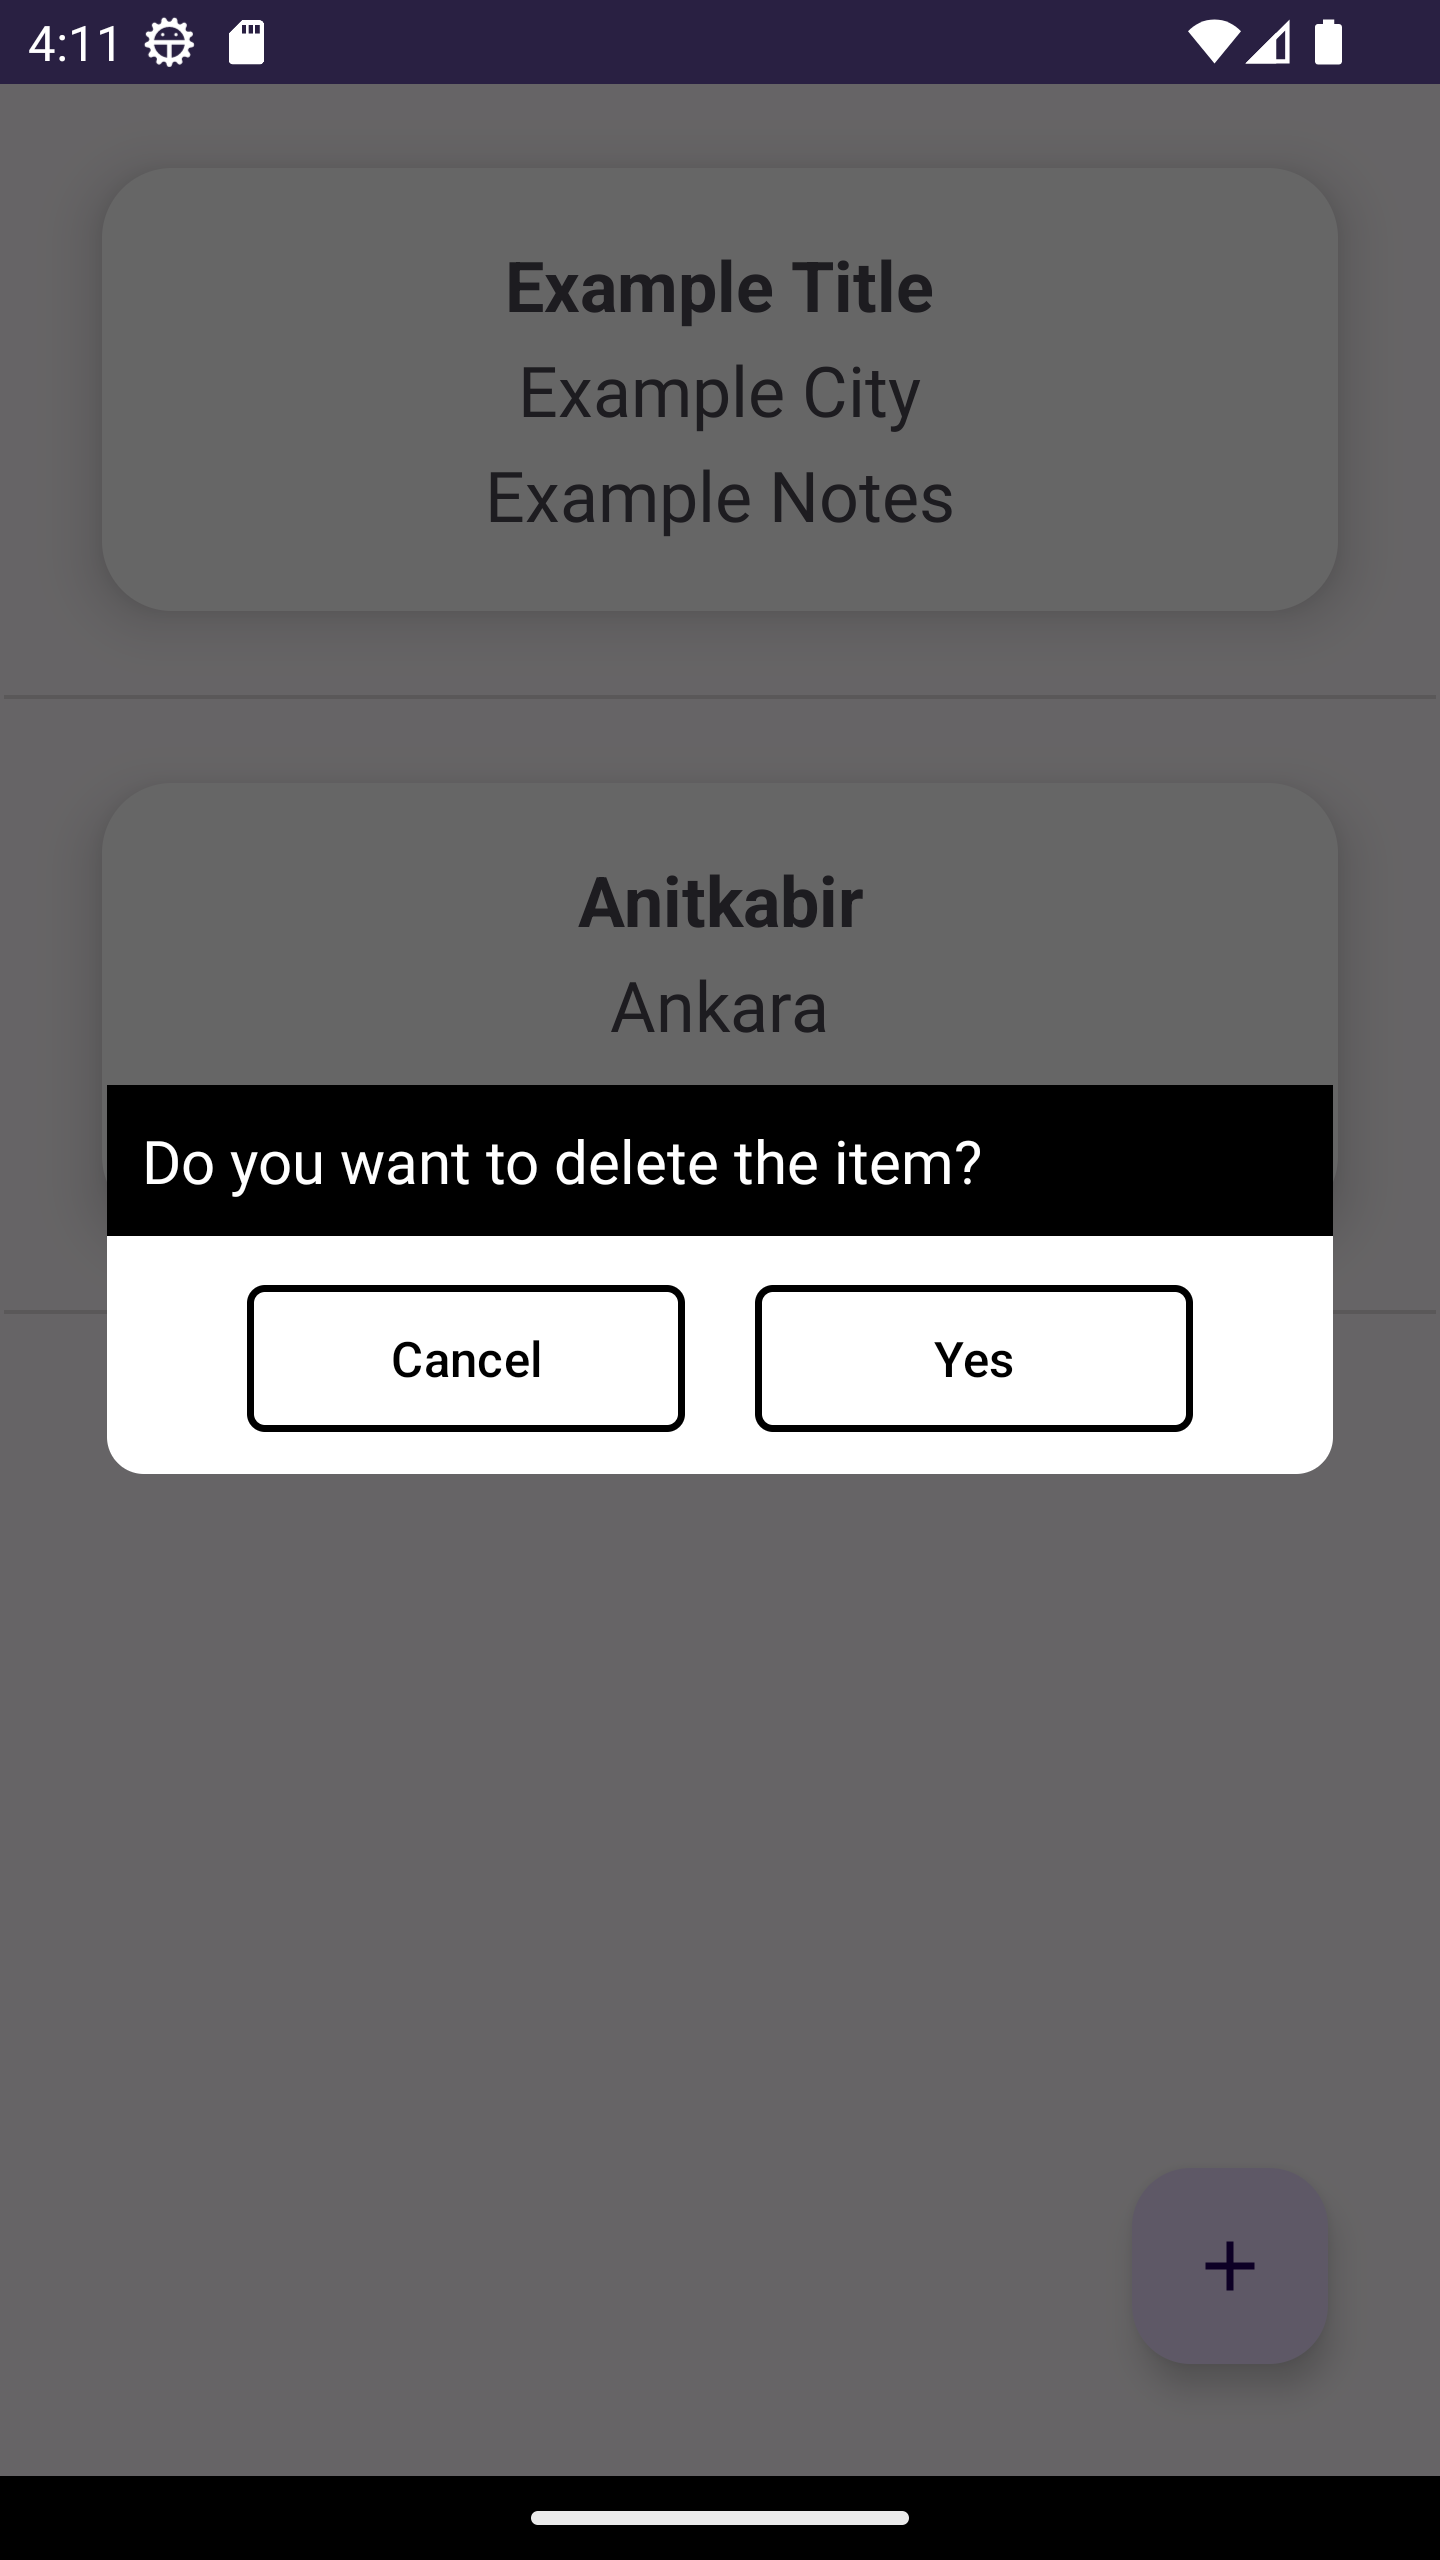 4:11
Example Title
Example City
Example Notes
Anitkabir
Ankara
Do you want to delete the item?
Cancel
Yes